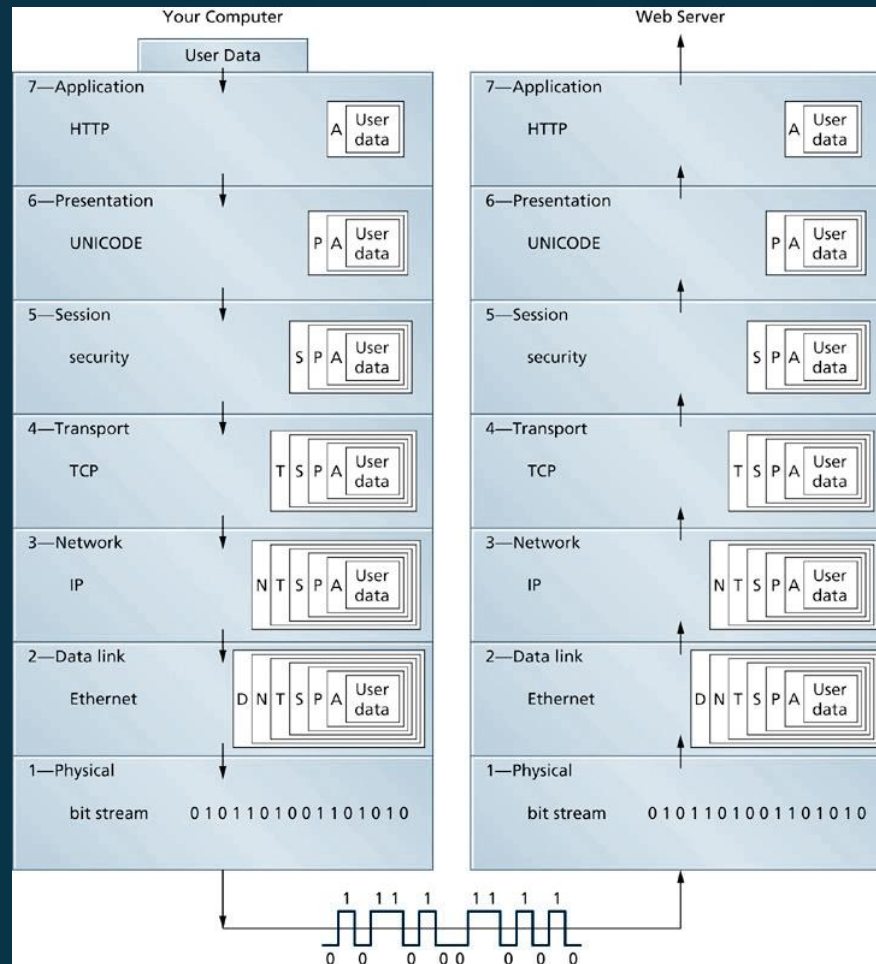 Your Computer
User Data
7—Application
HTTP
A User data
6—Presentation
UNICODE
P A User data
5—Session
security
S P A User data
4—Transport
TCP
T S P A User data
3—Network
IP
N T S P A User data
2—Data link
Ethernet
D N T S P A User data
1—Physical
bit stream 0 1 0 1 1 0 1 0 0 1 1 0 1 0 1 0
Web Server
7—Application
HTTP
A User data
6—Presentation
UNICODE
P A User data
5—Session
security
S P A User data
4—Transport
TCP
T S P A User data
3—Network
IP
N T S P A User data
2—Data link
Ethernet
D N T S P A User data
1—Physical
bit stream 0 1 0 1 1 0 1 0 0 1 1 0 1 0 1 0
1 1 1 1 1 1 1 1
0 0 0 0 0 0 0 0